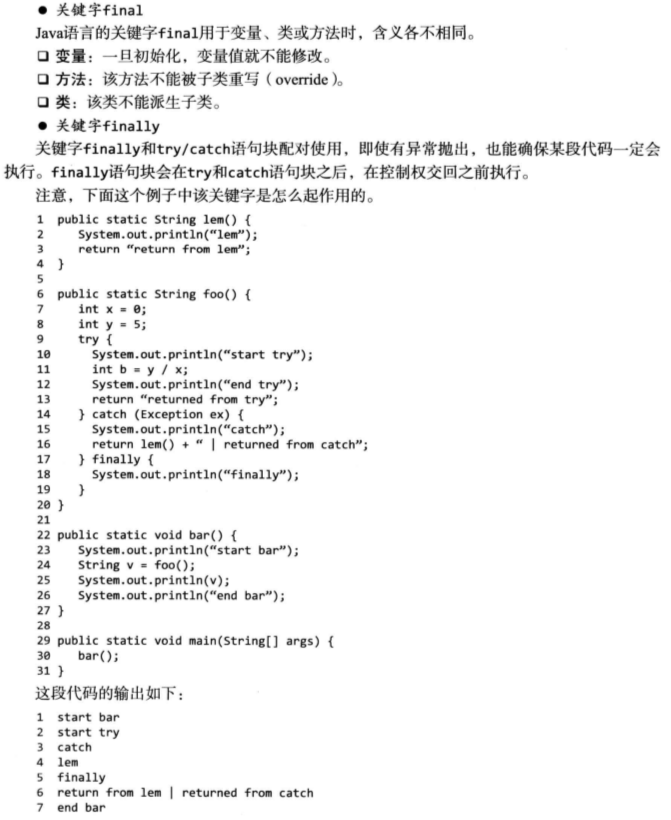 ● 关键字final
Java语言的关键字final用于变量、类或方法时，含义各不相同。
❑ 变量：一旦初始化，变量值就不能修改。
❑ 方法：该方法不能被子类重写（override）。
❑ 类：该类不能派生子类。
● 关键字finally
关键字finally和try/catch语句块配对使用，即使有异常抛出，也能确保某段代码一定会
执行。finally语句块会在try和catch语句块之后，在控制权交回之前执行。
注意，下面这个例子中该关键字是怎么起作用的。
1 public static String lem() {
2 System.out.println(“lem”);
3 return “return from lem”;
4 }
5
6 public static String foo() {
7 int x = 0;
8 int y = 5;
9 try {
10 System.out.println(“start try”);
11 int b = y / x;
12 System.out.println(“end try”);
13 return “returned from try”;
14 } catch (Exception ex) {
15 System.out.println(“catch”);
16 return lem() + “ | returned from catch”;
17 } finally {
18 System.out.println(“finally”);
19 }
20 }
21
22 public static void bar() {
23 System.out.println(“start bar”);
24 String v = foo();
25 System.out.println(v);
26 System.out.println(“end bar”);
27 }
28
29 public static void main(String[] args) {
30 bar();
31 }
这段代码的输出如下：
1 start bar
2 start try
3 catch
4 lem
5 finally
6 return from lem | returned from catch
7 end bar